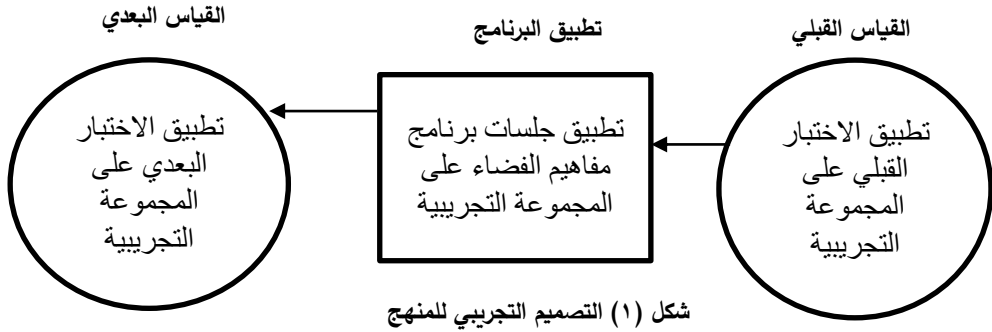 القياس القبلي
تطبيق البرنامج
القياس البعدي
تطبيق الاختبار
القبلي على
المجموعة
التجريبية
تطبيق جلسات برنامج
مفاهيم الفضاء على
المجموعة التجريبية
تطبيق الاختبار
البعدي على
المجموعة
التجريبية
شكل (١) التصميم التجريبي للمنهج